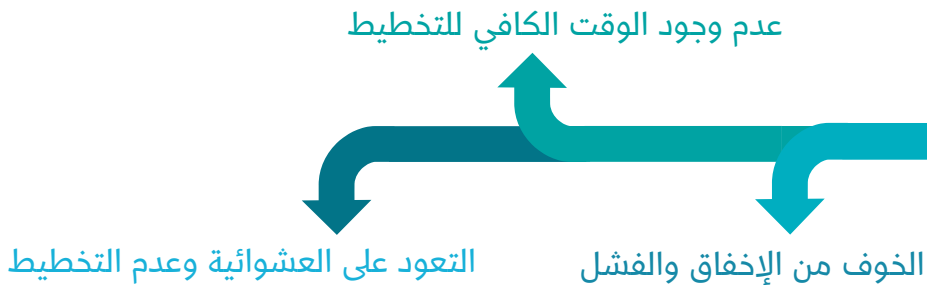 عدم وجود الوقت الكافي للتخطيط
الخوف من الإخفاق والفشل
التعود على العشوائية وعدم التخطيط